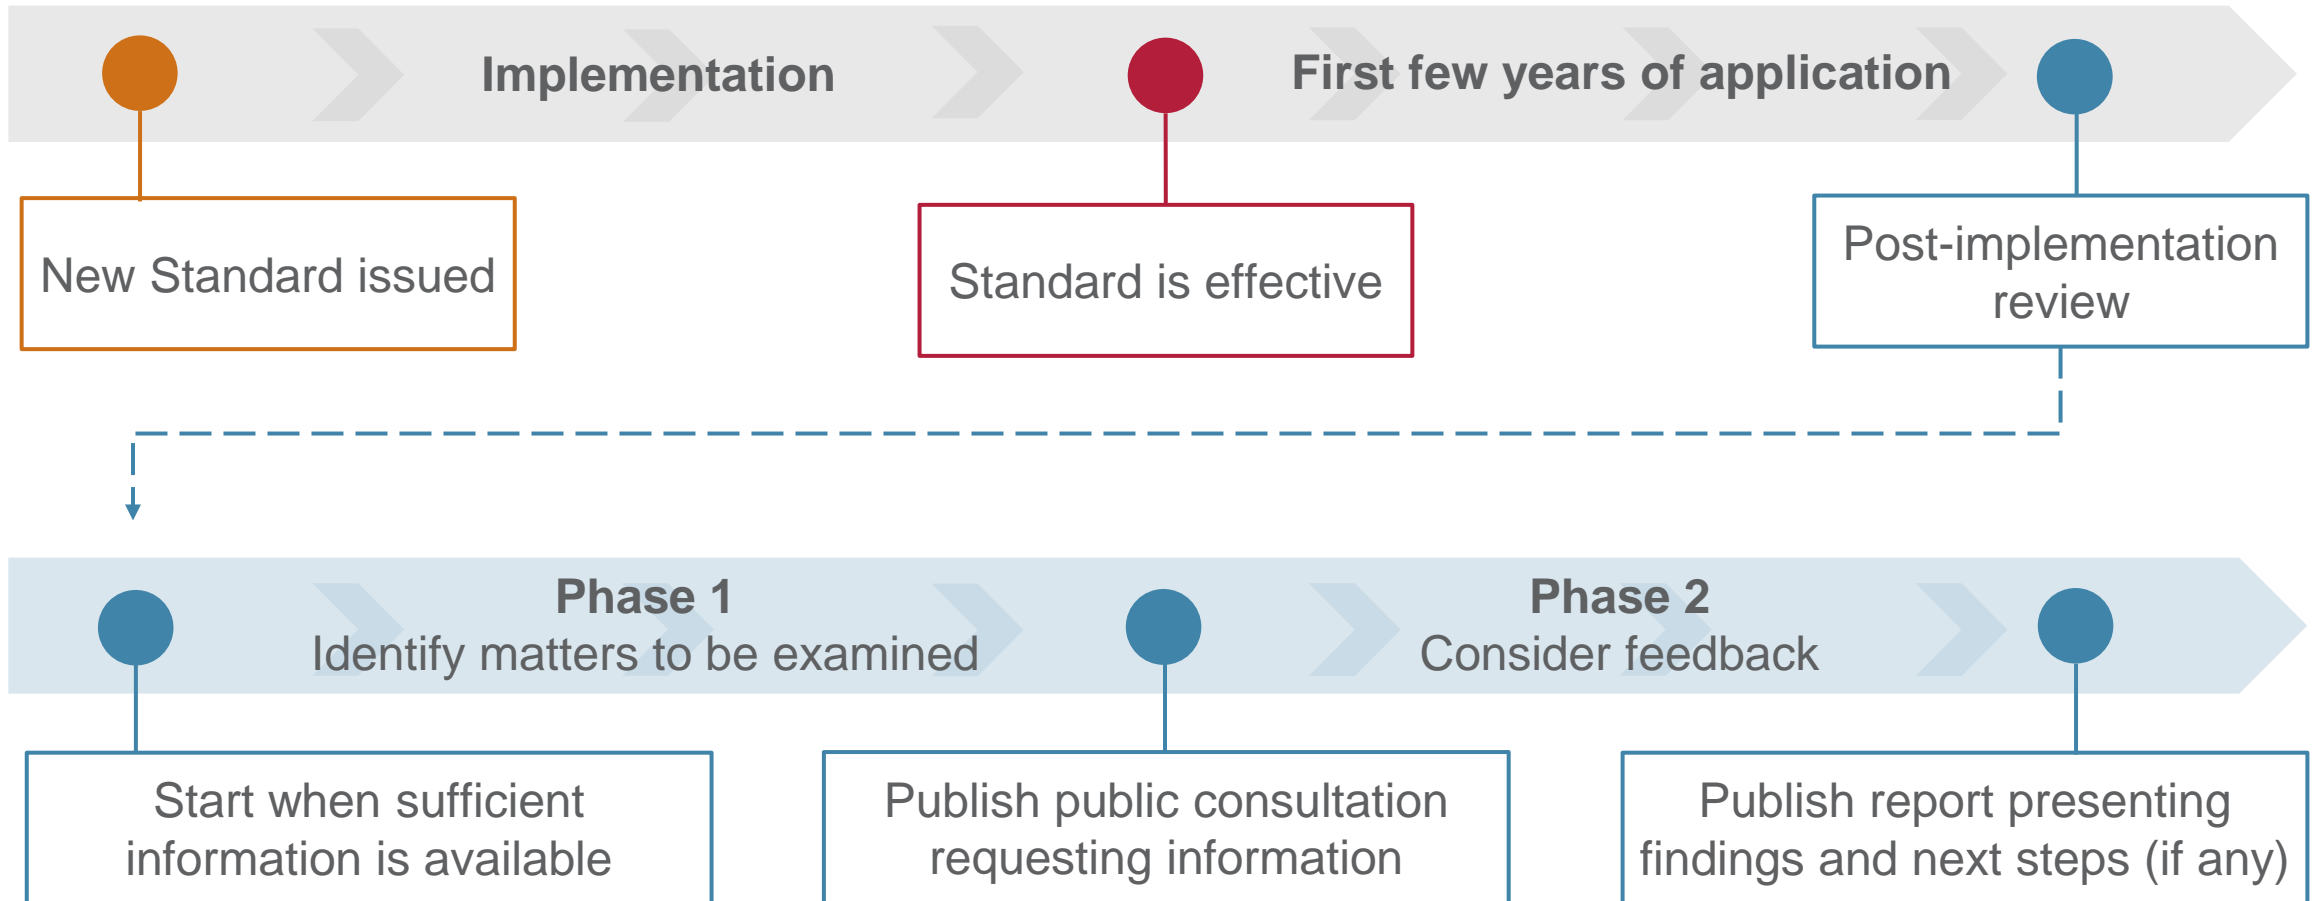 Implementation
First few years of application
New Standard issued
Standard is effective
Post-implementation
review
Phase 1
Identify matters to be examined
Phase 2
Consider feedback
Start when sufficient
information is available
Publish public consultation
requesting information
Publish report presenting
findings and next steps (if any)